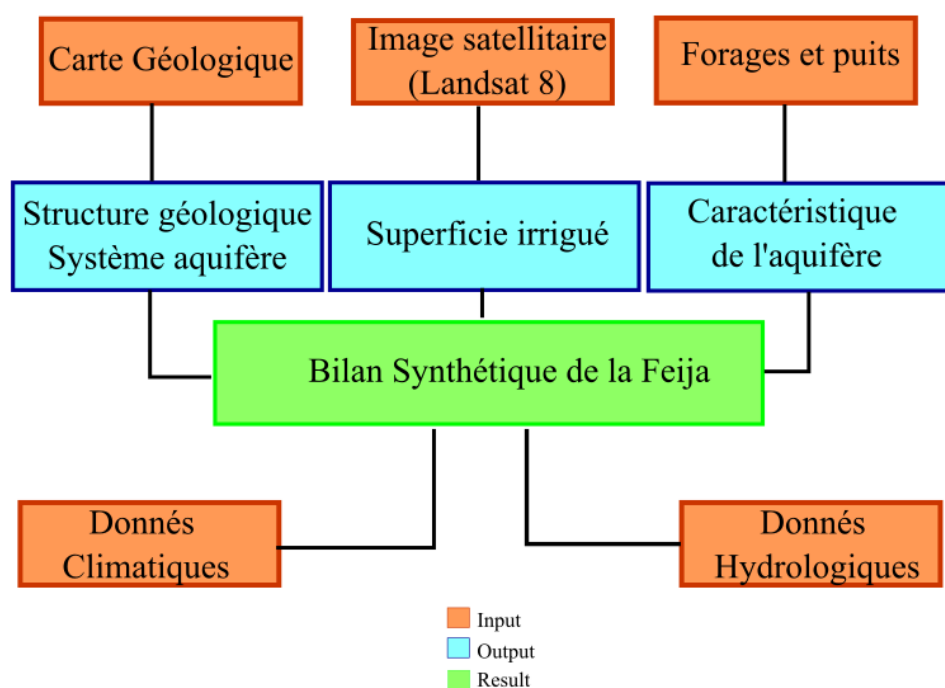 Carte Géologique
Image satellitaire
(Landsat 8)
Forages et puits
Structure géologique
Système aquifère
Superficie irrigué
Caractéristique
de l'aquifère
Bilan Synthétique de la Feija
Donnés
Climatiques
Donnés
Hydrologiques
Input
Output
Result